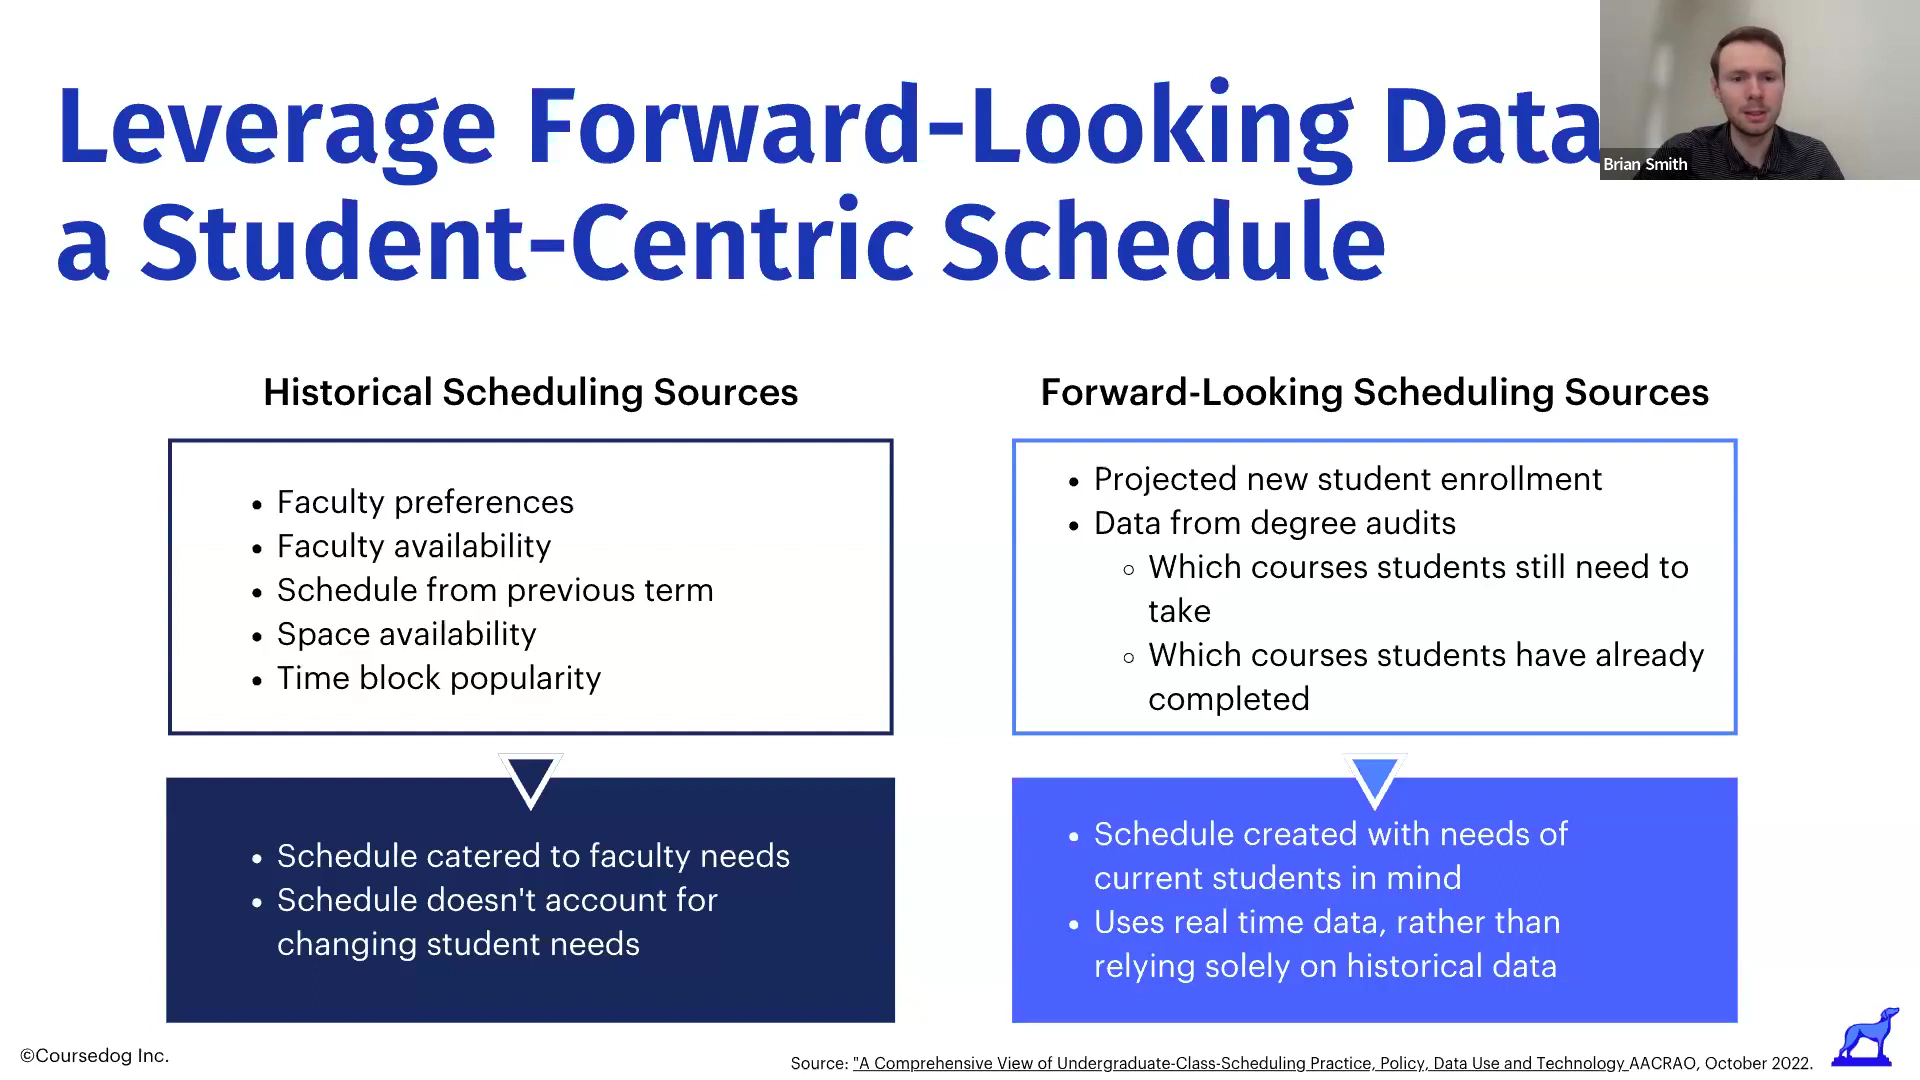 Leverage Forward-Looking Data
a Student-Centric Schedule
Brian Smith
Historical Scheduling Sources
• Faculty preferences
• Faculty availability
• Schedule from previous term
• Space availability
• Time block popularity
• Schedule catered to faculty needs
• Schedule doesn't account for
changing student needs
Forward-Looking Scheduling Sources
• Projected new student enrollment
• Data from degree audits
◦ Which courses students still need to
take
◦ Which courses students have already
completed
• Schedule created with needs of
current students in mind
• Uses real time data, rather than
relying solely on historical data
©Coursedog Inc.
Source: "A Comprehensive View of Undergraduate-Class-Scheduling Practice, Policy, Data Use and Technology AACRAO, October 2022.